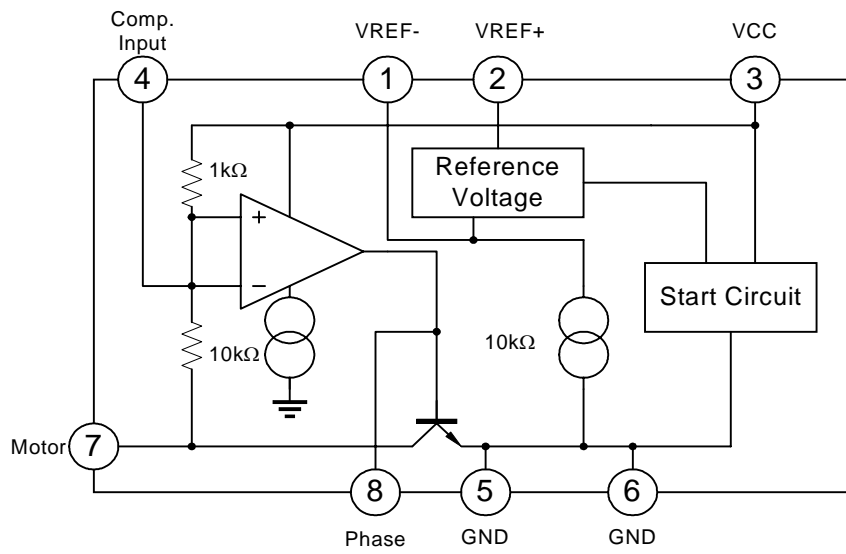 Comp.
Input
VREF-
VREF+
VCC
4
1
2
3
1kΩ
Reference
Voltage
+
−
Start Circuit
10kΩ
10kΩ
Motor
7
8
5
6
Phase
GND
GND